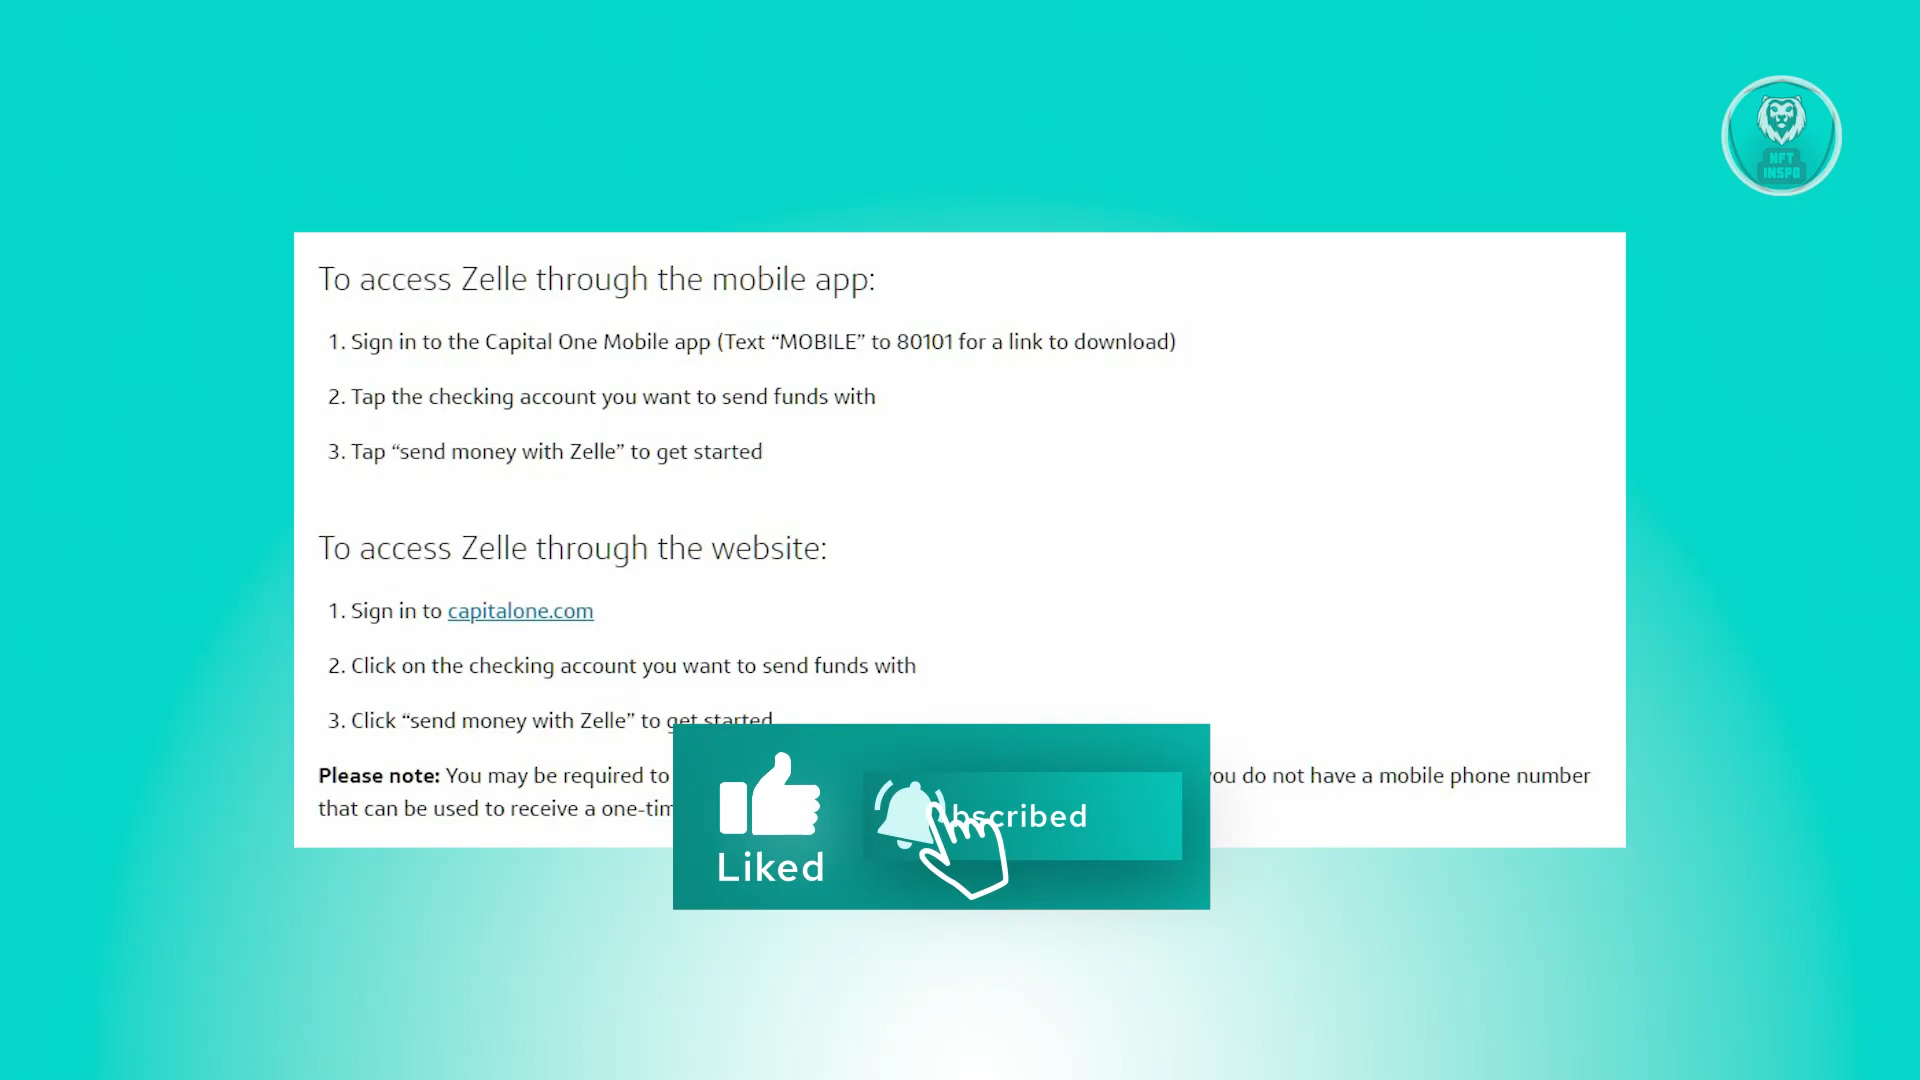 NFT
INSPO
To access Zelle through the mobile app:
1. Sign in to the Capital One Mobile app (Text “MOBILE” to 80101 for a link to download)
2. Tap the checking account you want to send funds with
3. Tap “send money with Zelle” to get started
To access Zelle through the website:
1. Sign in to capitalone.com
2. Click on the checking account you want to send funds with
3. Click “send money with Zelle” to get started
Please note: You may be required to you do not have a mobile phone number
that can be used to receive a one-tim
bscribed
Liked